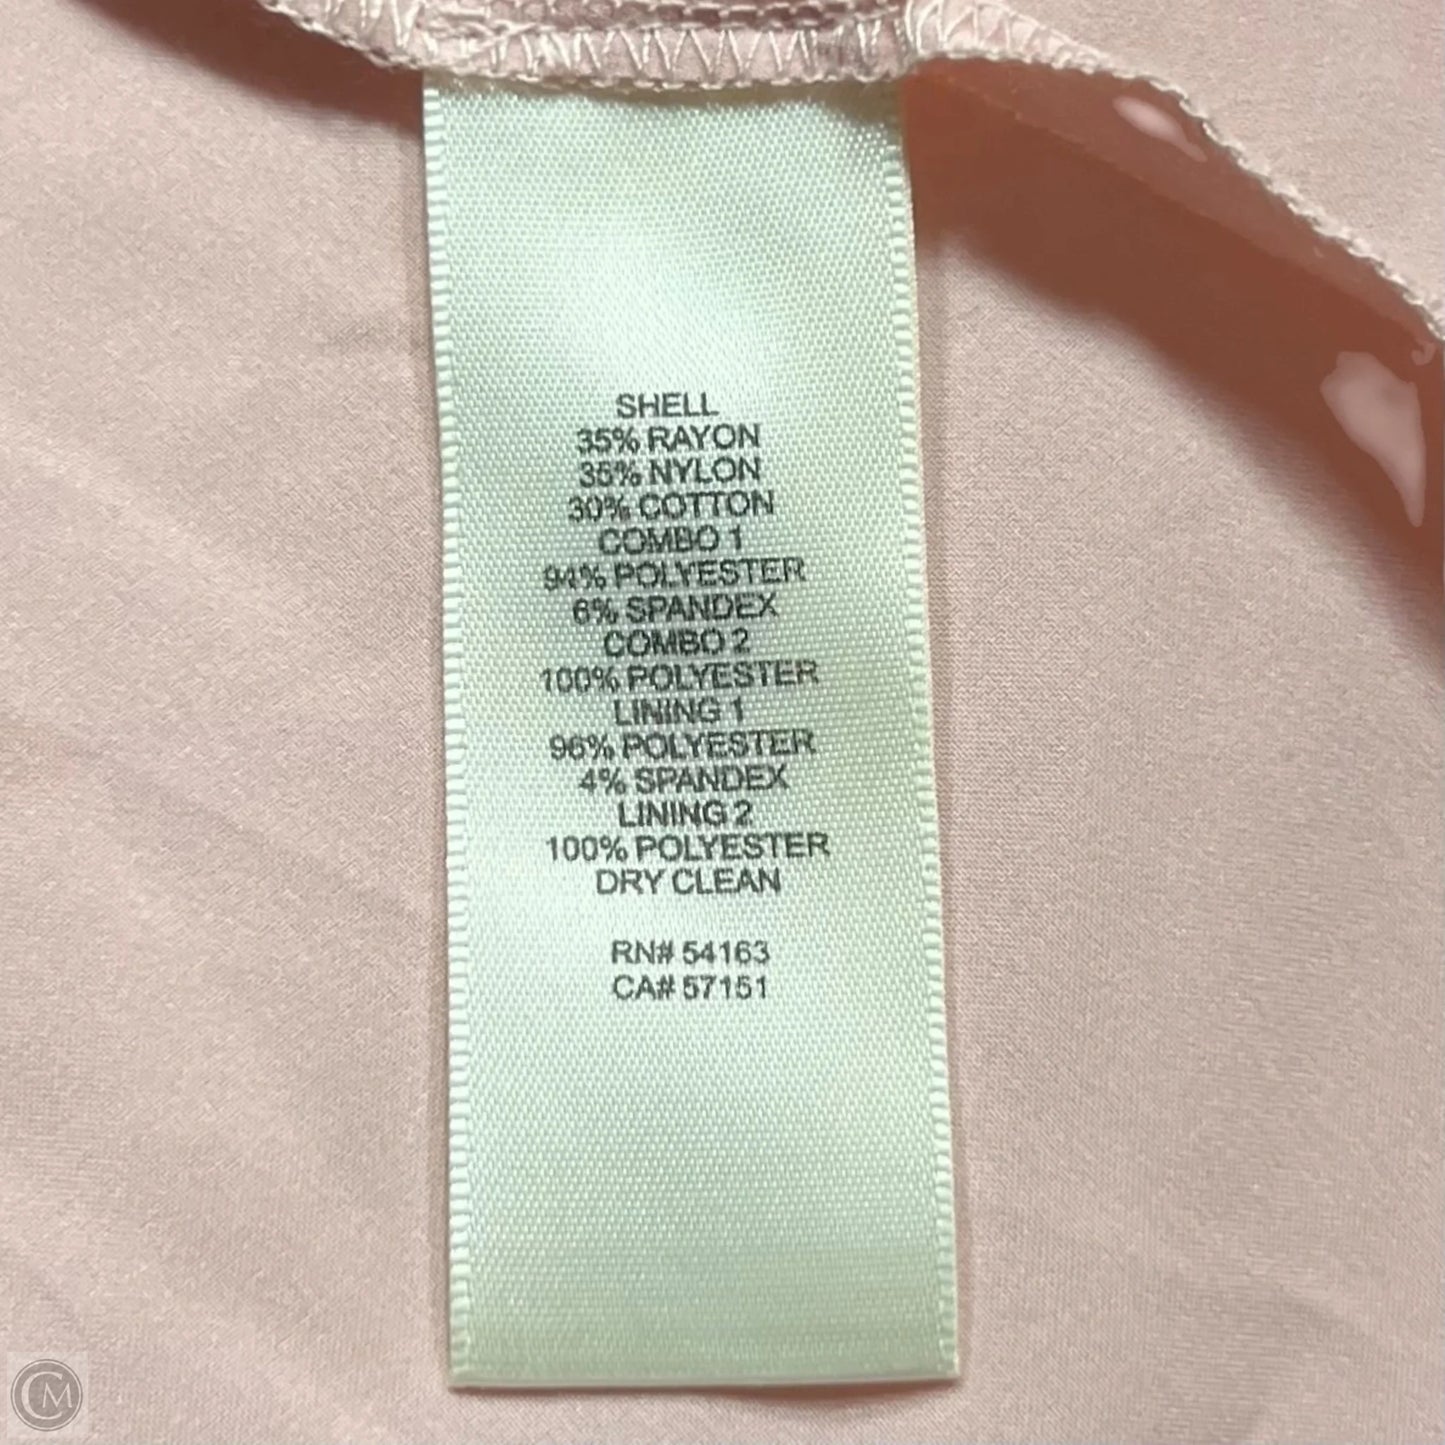 SHELL
35% RAYON
35% NYLON
30% COTTON
COMBO 1
94% POLYESTER
6% SPANDEX
COMBO 2
100% POLYESTER
LINING 1
96% POLYESTER
4% SPANDEX
LINING 2
100% POLYESTER
DRY CLEAN
RN# 54163
CA# 57151
CM